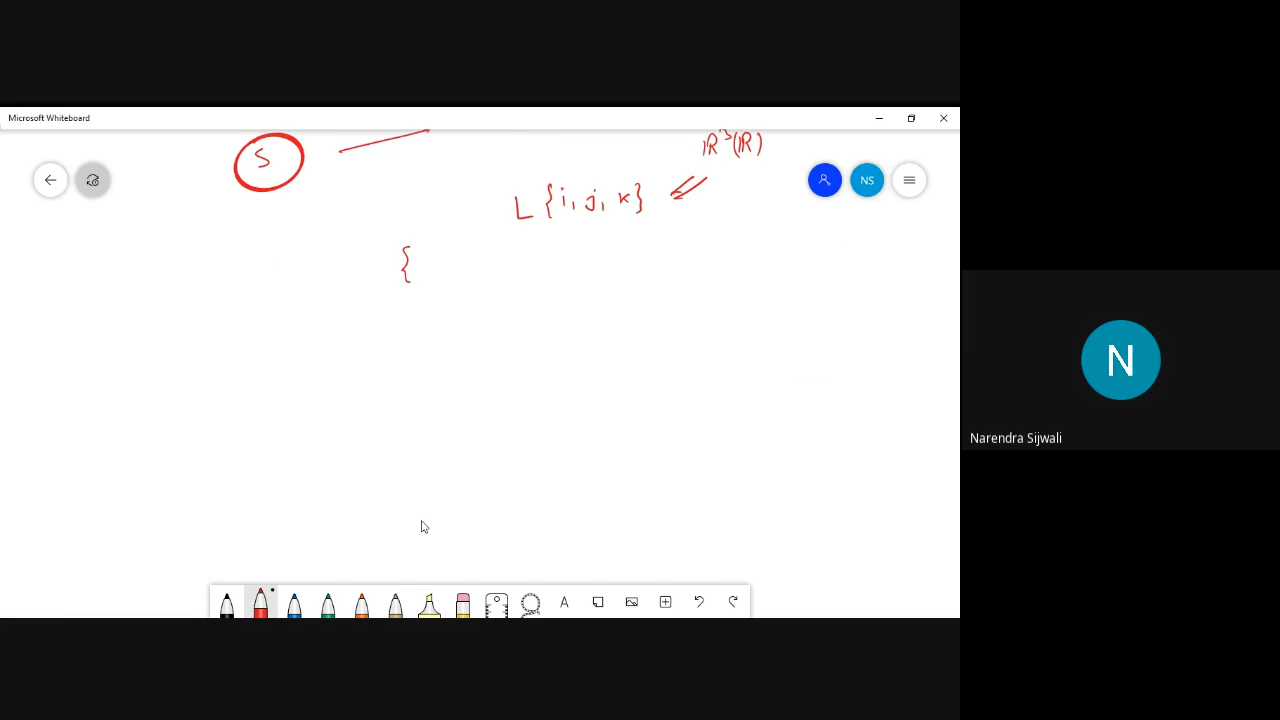 Microsoft Whiteboard
S
ℝ³(ℝ)
L {i, j, k}
{
NS
A
N
Narendra Sijwali